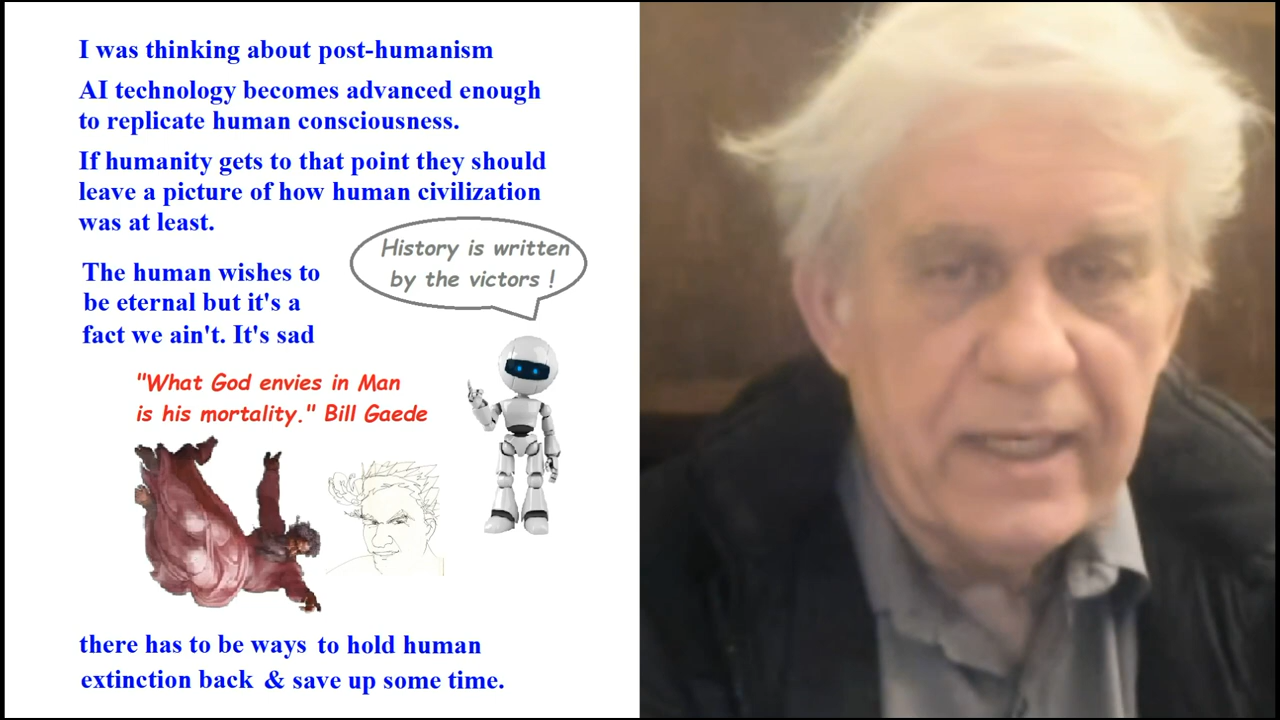 I was thinking about post-humanism
AI technology becomes advanced enough
to replicate human consciousness.
If humanity gets to that point they should
leave a picture of how human civilization
was at least.
History is written
by the victors !
The human wishes to
be eternal but it's a
fact we ain't. It's sad
"What God envies in Man
is his mortality." Bill Gaede
there has to be ways to hold human
extinction back & save up some time.